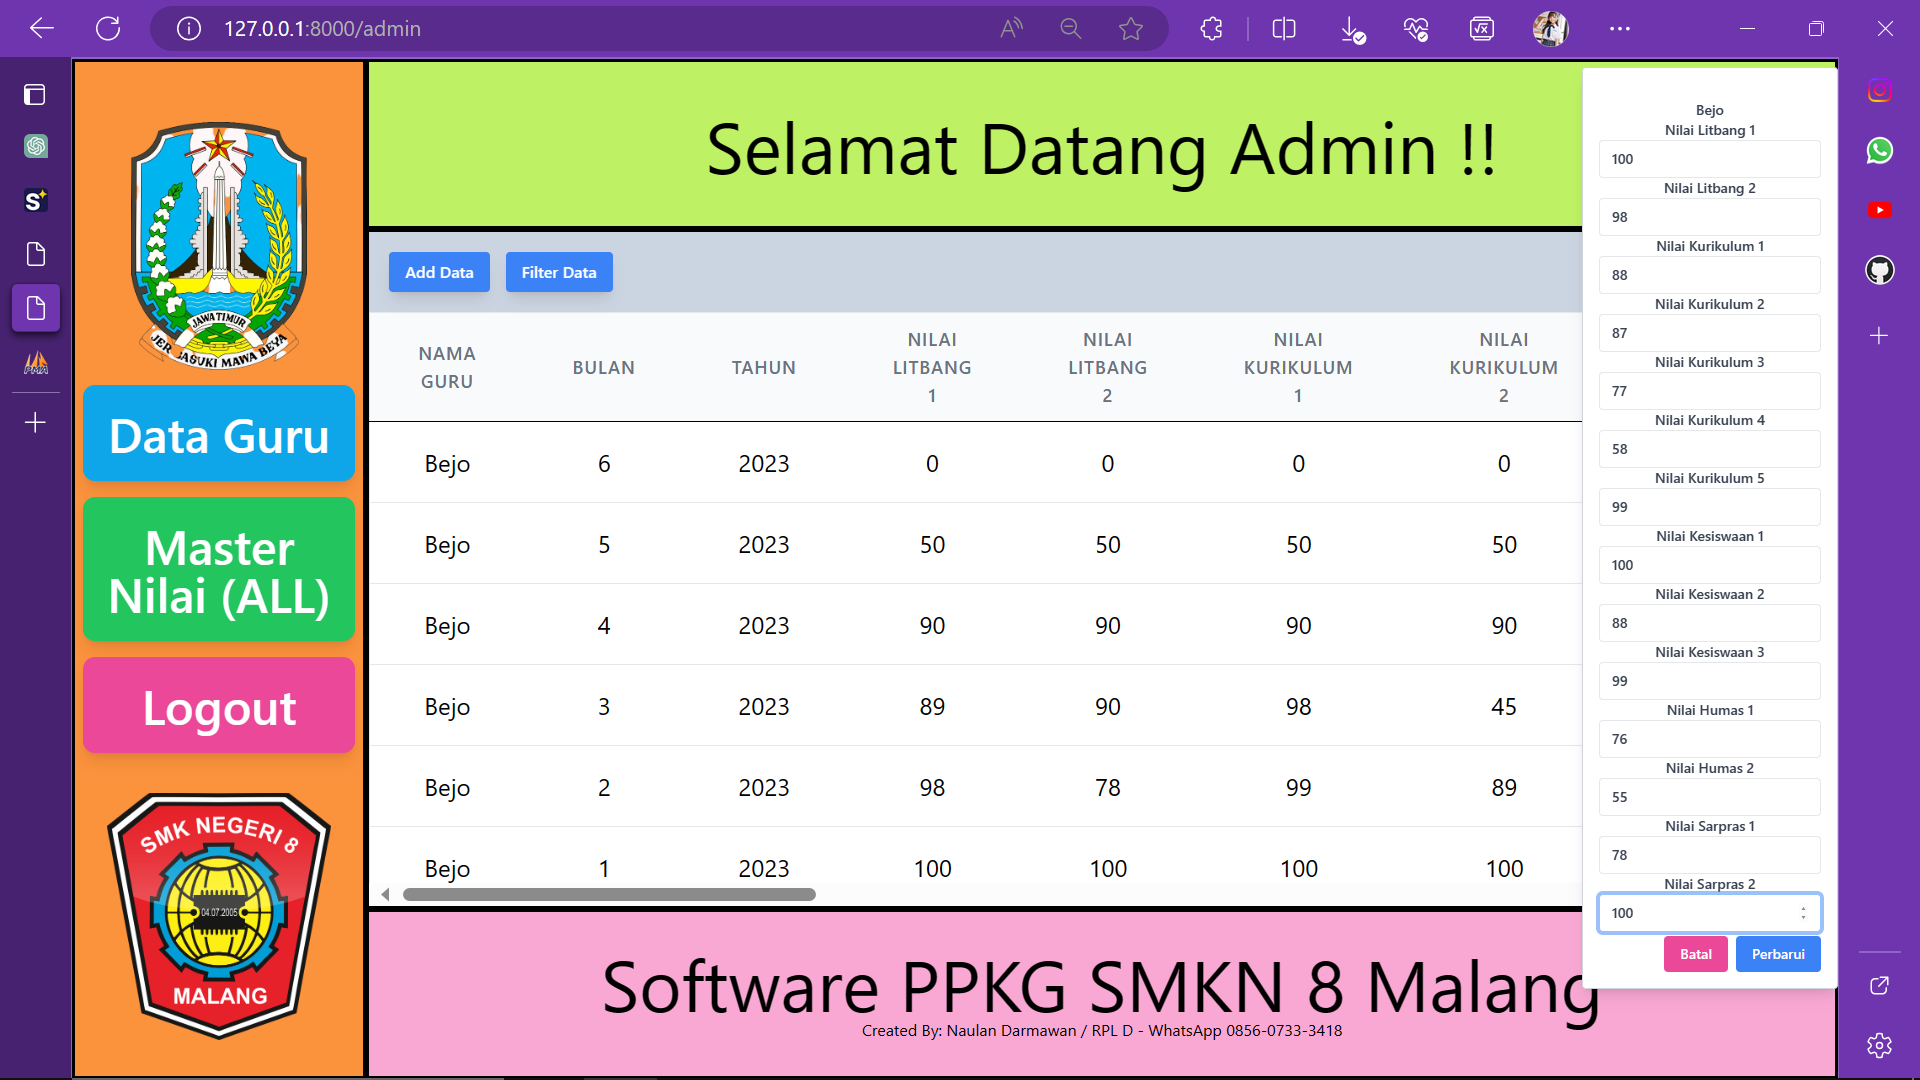 127.0.0.1:8000/admin
JAWA TIMUR
JER BASUKI MAWA BEYA
Data Guru
Master
Nilai (ALL)
Logout
SMK NEGERI 8
04.07.2005
MALANG
Selamat Datang Admin !!
Add Data
Filter Data
NAMA GURU
BULAN
TAHUN
NILAI LITBANG 1
NILAI LITBANG 2
NILAI KURIKULUM 1
NILAI KURIKULUM 2
Bejo 6 2023 0 0 0 0
Bejo 5 2023 50 50 50 50
Bejo 4 2023 90 90 90 90
Bejo 3 2023 89 90 98 45
Bejo 2 2023 98 78 99 89
Bejo 1 2023 100 100 100 100
Software PPKG SMKN 8 Malang
Created By: Naulan Darmawan / RPL D - WhatsApp 0856-0733-3418
Bejo
Nilai Litbang 1
100
Nilai Litbang 2
98
Nilai Kurikulum 1
88
Nilai Kurikulum 2
87
Nilai Kurikulum 3
77
Nilai Kurikulum 4
58
Nilai Kurikulum 5
99
Nilai Kesiswaan 1
100
Nilai Kesiswaan 2
88
Nilai Kesiswaan 3
99
Nilai Humas 1
76
Nilai Humas 2
55
Nilai Sarpras 1
78
Nilai Sarpras 2
100
Batal
Perbarui